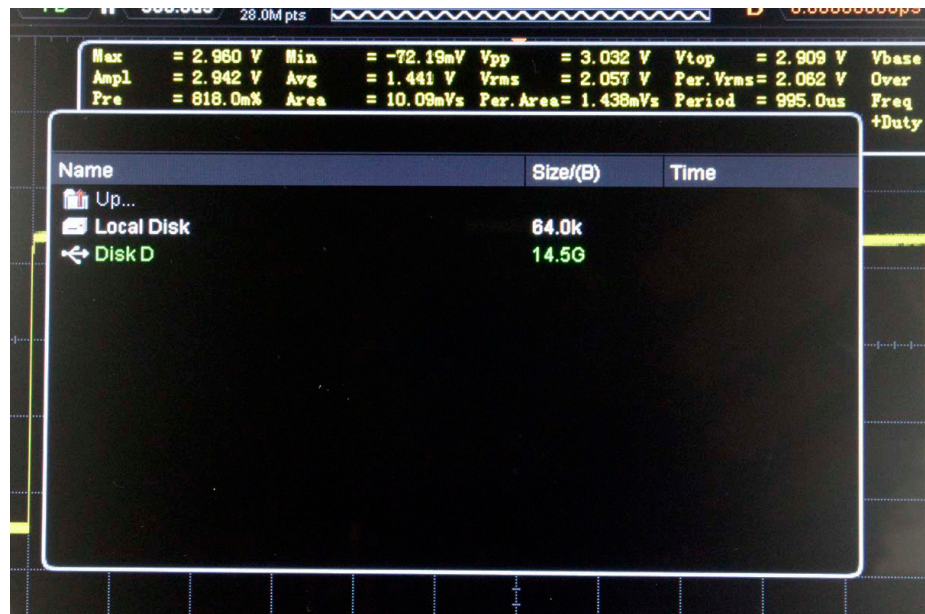 28.0M pts
Max = 2.960 V Min = -72.19mV Vpp = 3.032 V Vtop = 2.909 V Vbase
Ampl = 2.942 V Avg = 1.441 V Vrms = 2.057 V Per.Vrms= 2.062 V Over
Pre = 818.0m% Area = 10.09mVs Per.Area= 1.438mVs Period = 995.0us Freq
+Duty
Name Size/(B) Time
Up...
Local Disk 64.0k
Disk D 14.5G